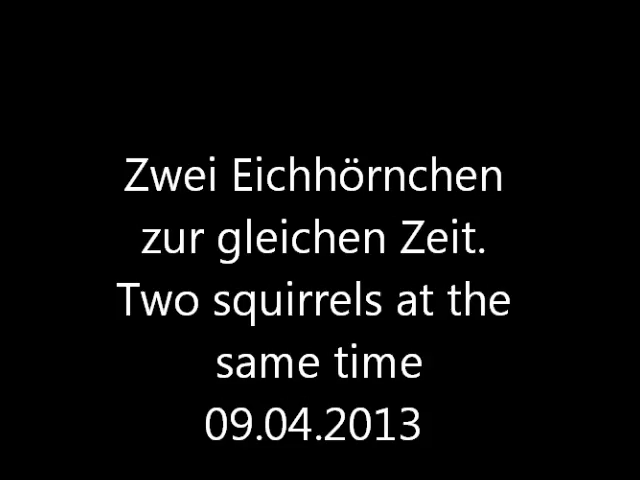 Zwei Eichhörnchen
zur gleichen Zeit.
Two squirrels at the
same time
09.04.2013